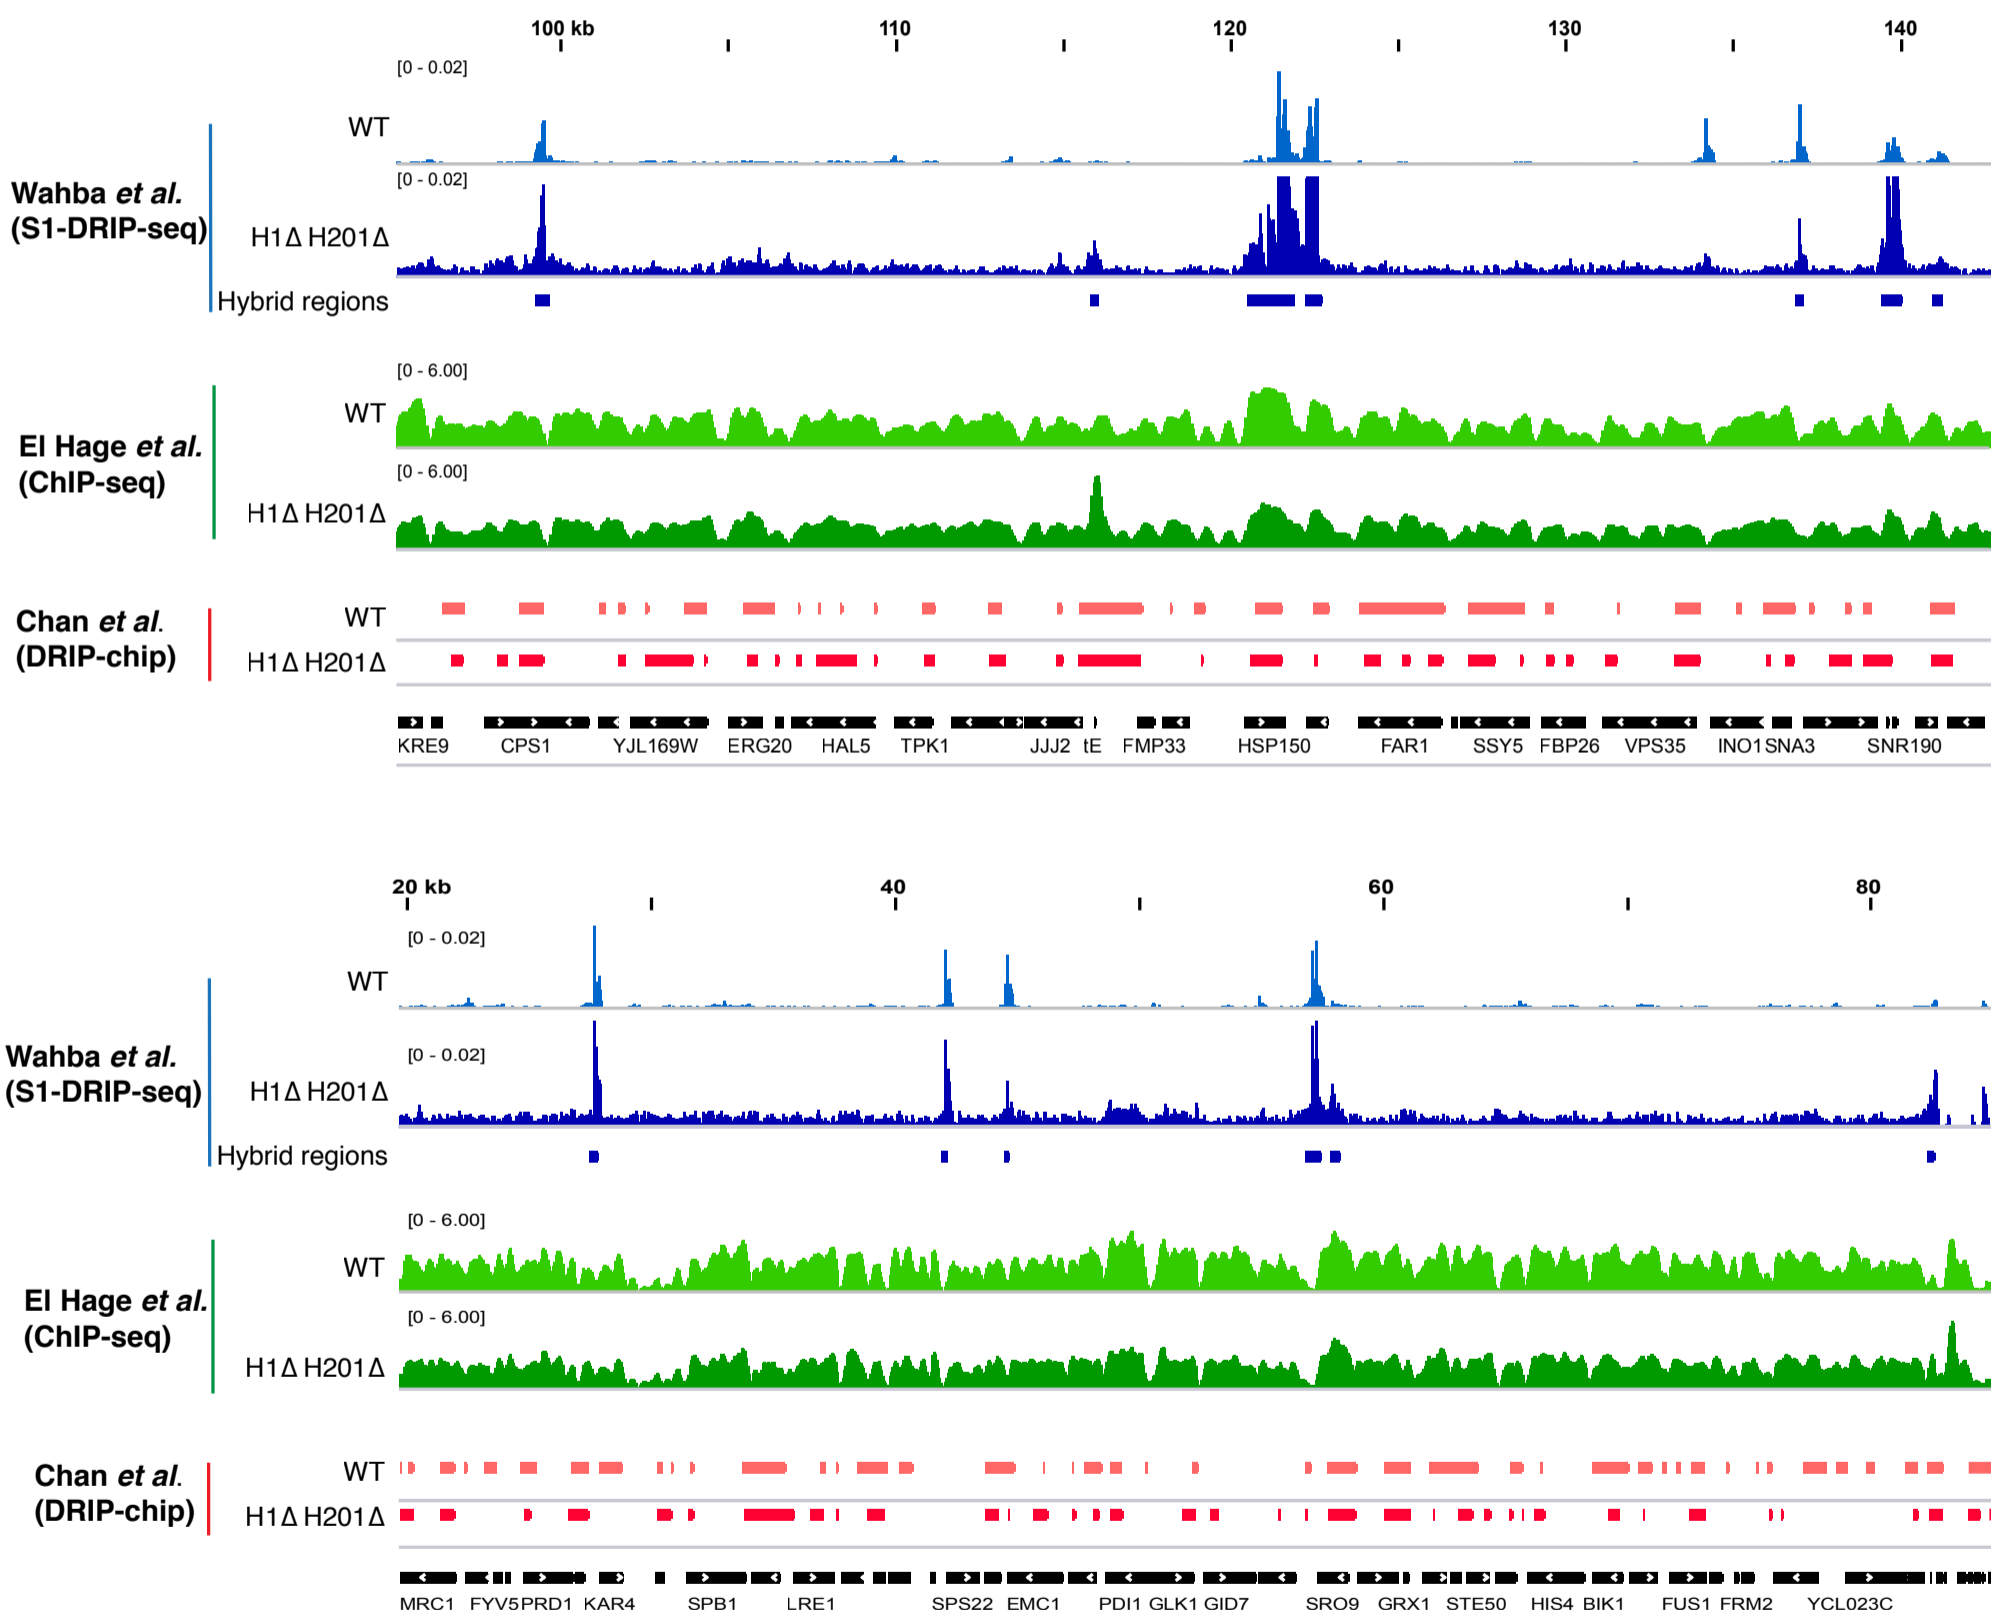 100 kb 110 120 130 140
[0 - 0.02]
WT
[0 - 0.02]
Wahba et al.
(S1-DRIP-seq)
H1Δ H201Δ
Hybrid regions
[0 - 6.00]
WT
El Hage et al.
(ChIP-seq)
[0 - 6.00]
H1Δ H201Δ
Chan et al.
(DRIP-chip)
WT
H1Δ H201Δ
KRE9 CPS1 YJL169W ERG20 HAL5 TPK1 JJJ2 tE FMP33 HSP150 FAR1 SSY5 FBP26 VPS35 INO1 SNA3 SNR190
20 kb 40 60 80
[0 - 0.02]
WT
Wahba et al.
(S1-DRIP-seq)
[0 - 0.02]
H1Δ H201Δ
Hybrid regions
[0 - 6.00]
WT
El Hage et al.
(ChIP-seq)
[0 - 6.00]
H1Δ H201Δ
Chan et al.
(DRIP-chip)
WT
H1Δ H201Δ
MRC1 FYV5 PRD1 KAR4 SPB1 LRE1 SPS22 EMC1 PDI1 GLK1 GID7 SRO9 GRX1 STE50 HIS4 BIK1 FUS1 FRM2 YCL023C